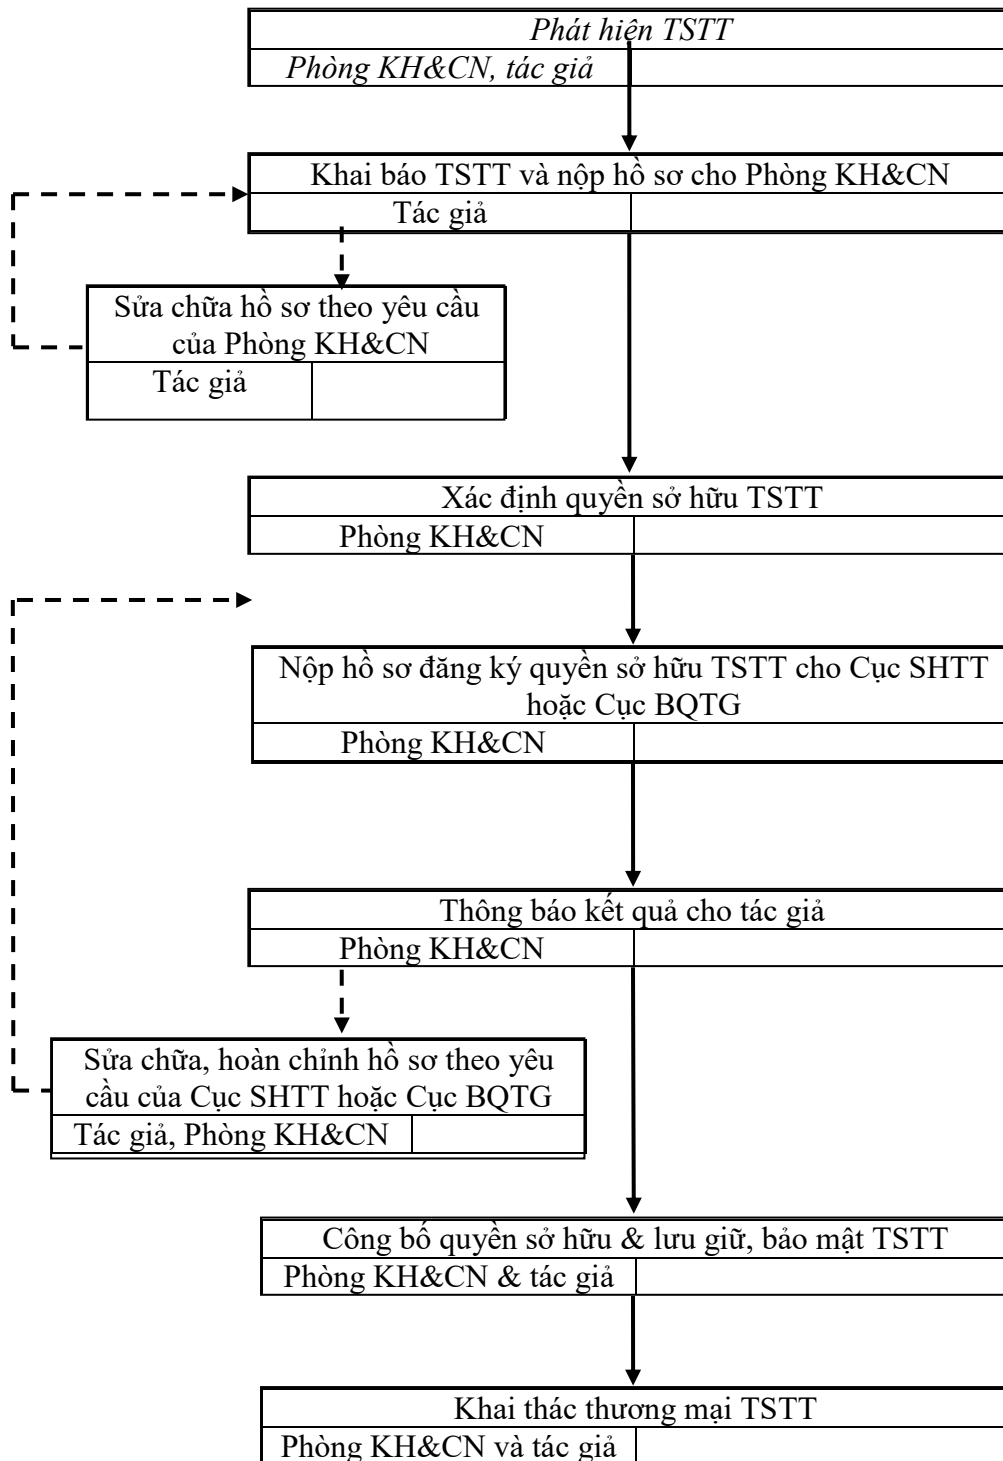 Phát hiện TSTT
Phòng KH&CN, tác giả
Khai báo TSTT và nộp hồ sơ cho Phòng KH&CN
Tác giả
Sửa chữa hồ sơ theo yêu cầu
của Phòng KH&CN
Tác giả
Xác định quyền sở hữu TSTT
Phòng KH&CN
Nộp hồ sơ đăng ký quyền sở hữu TSTT cho Cục SHTT
hoặc Cục BQTG
Phòng KH&CN
Thông báo kết quả cho tác giả
Phòng KH&CN
Sửa chữa, hoàn chỉnh hồ sơ theo yêu
cầu của Cục SHTT hoặc Cục BQTG
Tác giả, Phòng KH&CN
Công bố quyền sở hữu & lưu giữ, bảo mật TSTT
Phòng KH&CN & tác giả
Khai thác thương mại TSTT
Phòng KH&CN và tác giả